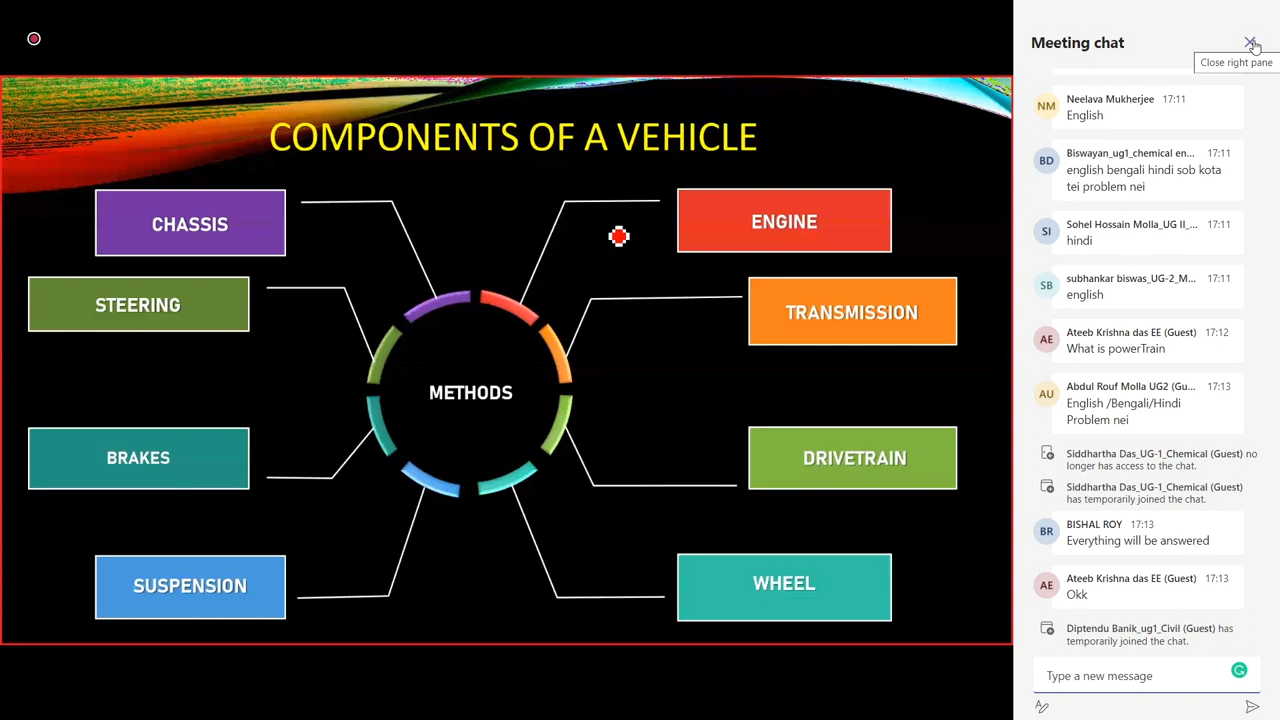 COMPONENTS OF A VEHICLE
CHASSIS
ENGINE
STEERING
TRANSMISSION
METHODS
BRAKES
DRIVETRAIN
SUSPENSION
WHEEL
Meeting chat
Close right pane
NM
Neelava Mukherjee 17:11
English
BD
Biswayan_ug1_chemical en... 17:11
english bengali hindi sob kota
tei problem nei
SI
Sohel Hossain Molla_UG II_... 17:11
hindi
SB
subhankar biswas_UG-2_M... 17:11
english
AE
Ateeb Krishna das EE (Guest) 17:12
What is powerTrain
AU
Abdul Rouf Molla UG2 (Gu... 17:13
English /Bengali/Hindi
Problem nei
Siddhartha Das_UG-1_Chemical (Guest) no
longer has access to the chat.
Siddhartha Das_UG-1_Chemical (Guest)
has temporarily joined the chat.
BR
BISHAL ROY 17:13
Everything will be answered
AE
Ateeb Krishna das EE (Guest) 17:13
Okk
Diptendu Banik_ug1_Civil (Guest) has
temporarily joined the chat.
Type a new message